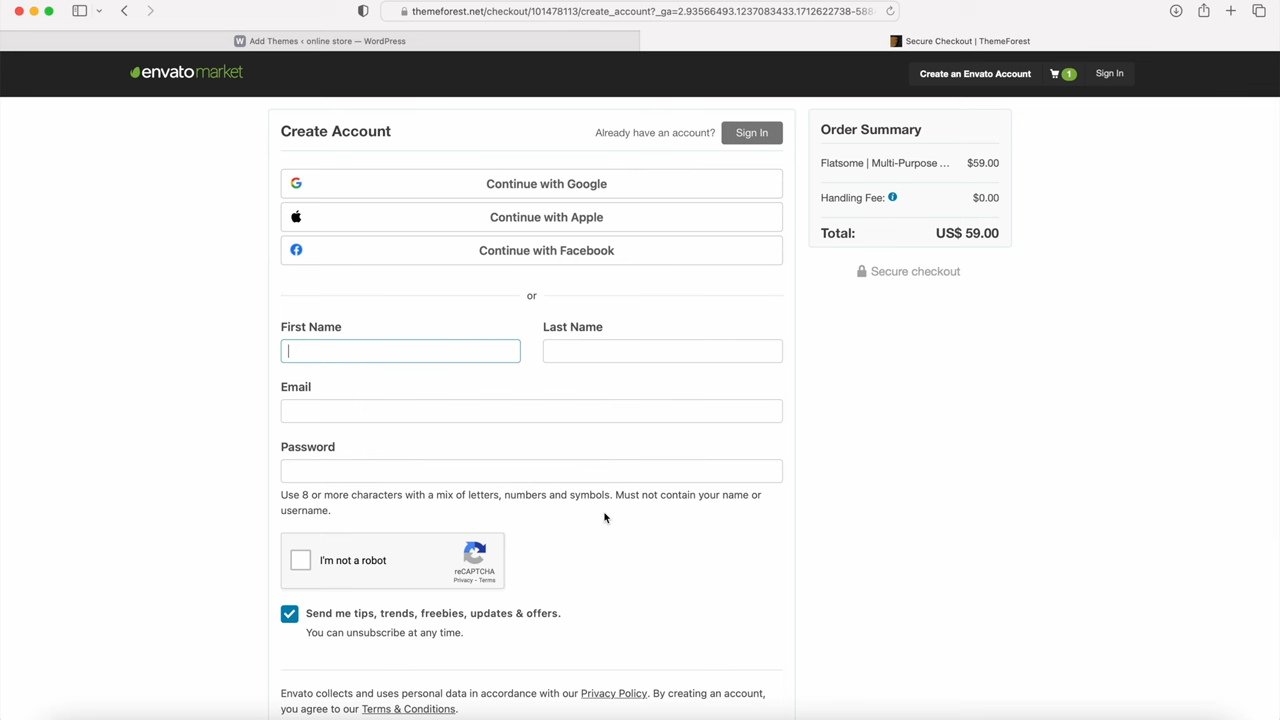 themeforest.net/checkout/101478113/create_account?_ga=2.93566493.1237083433.1712622738-588
Add Themes ‹ online store — WordPress
Secure Checkout | ThemeForest
envatomarket
Create an Envato Account
1
Sign In
Create Account
Already have an account?
Sign In
Continue with Google
Continue with Apple
Continue with Facebook
or
First Name
Last Name
Email
Password
Use 8 or more characters with a mix of letters, numbers and symbols. Must not contain your name or
username.
I'm not a robot
reCAPTCHA
Privacy - Terms
Send me tips, trends, freebies, updates & offers.
You can unsubscribe at any time.
Envato collects and uses personal data in accordance with our Privacy Policy. By creating an account,
you agree to our Terms & Conditions.
Order Summary
Flatsome | Multi-Purpose ... $59.00
Handling Fee: $0.00
Total: US$ 59.00
Secure checkout